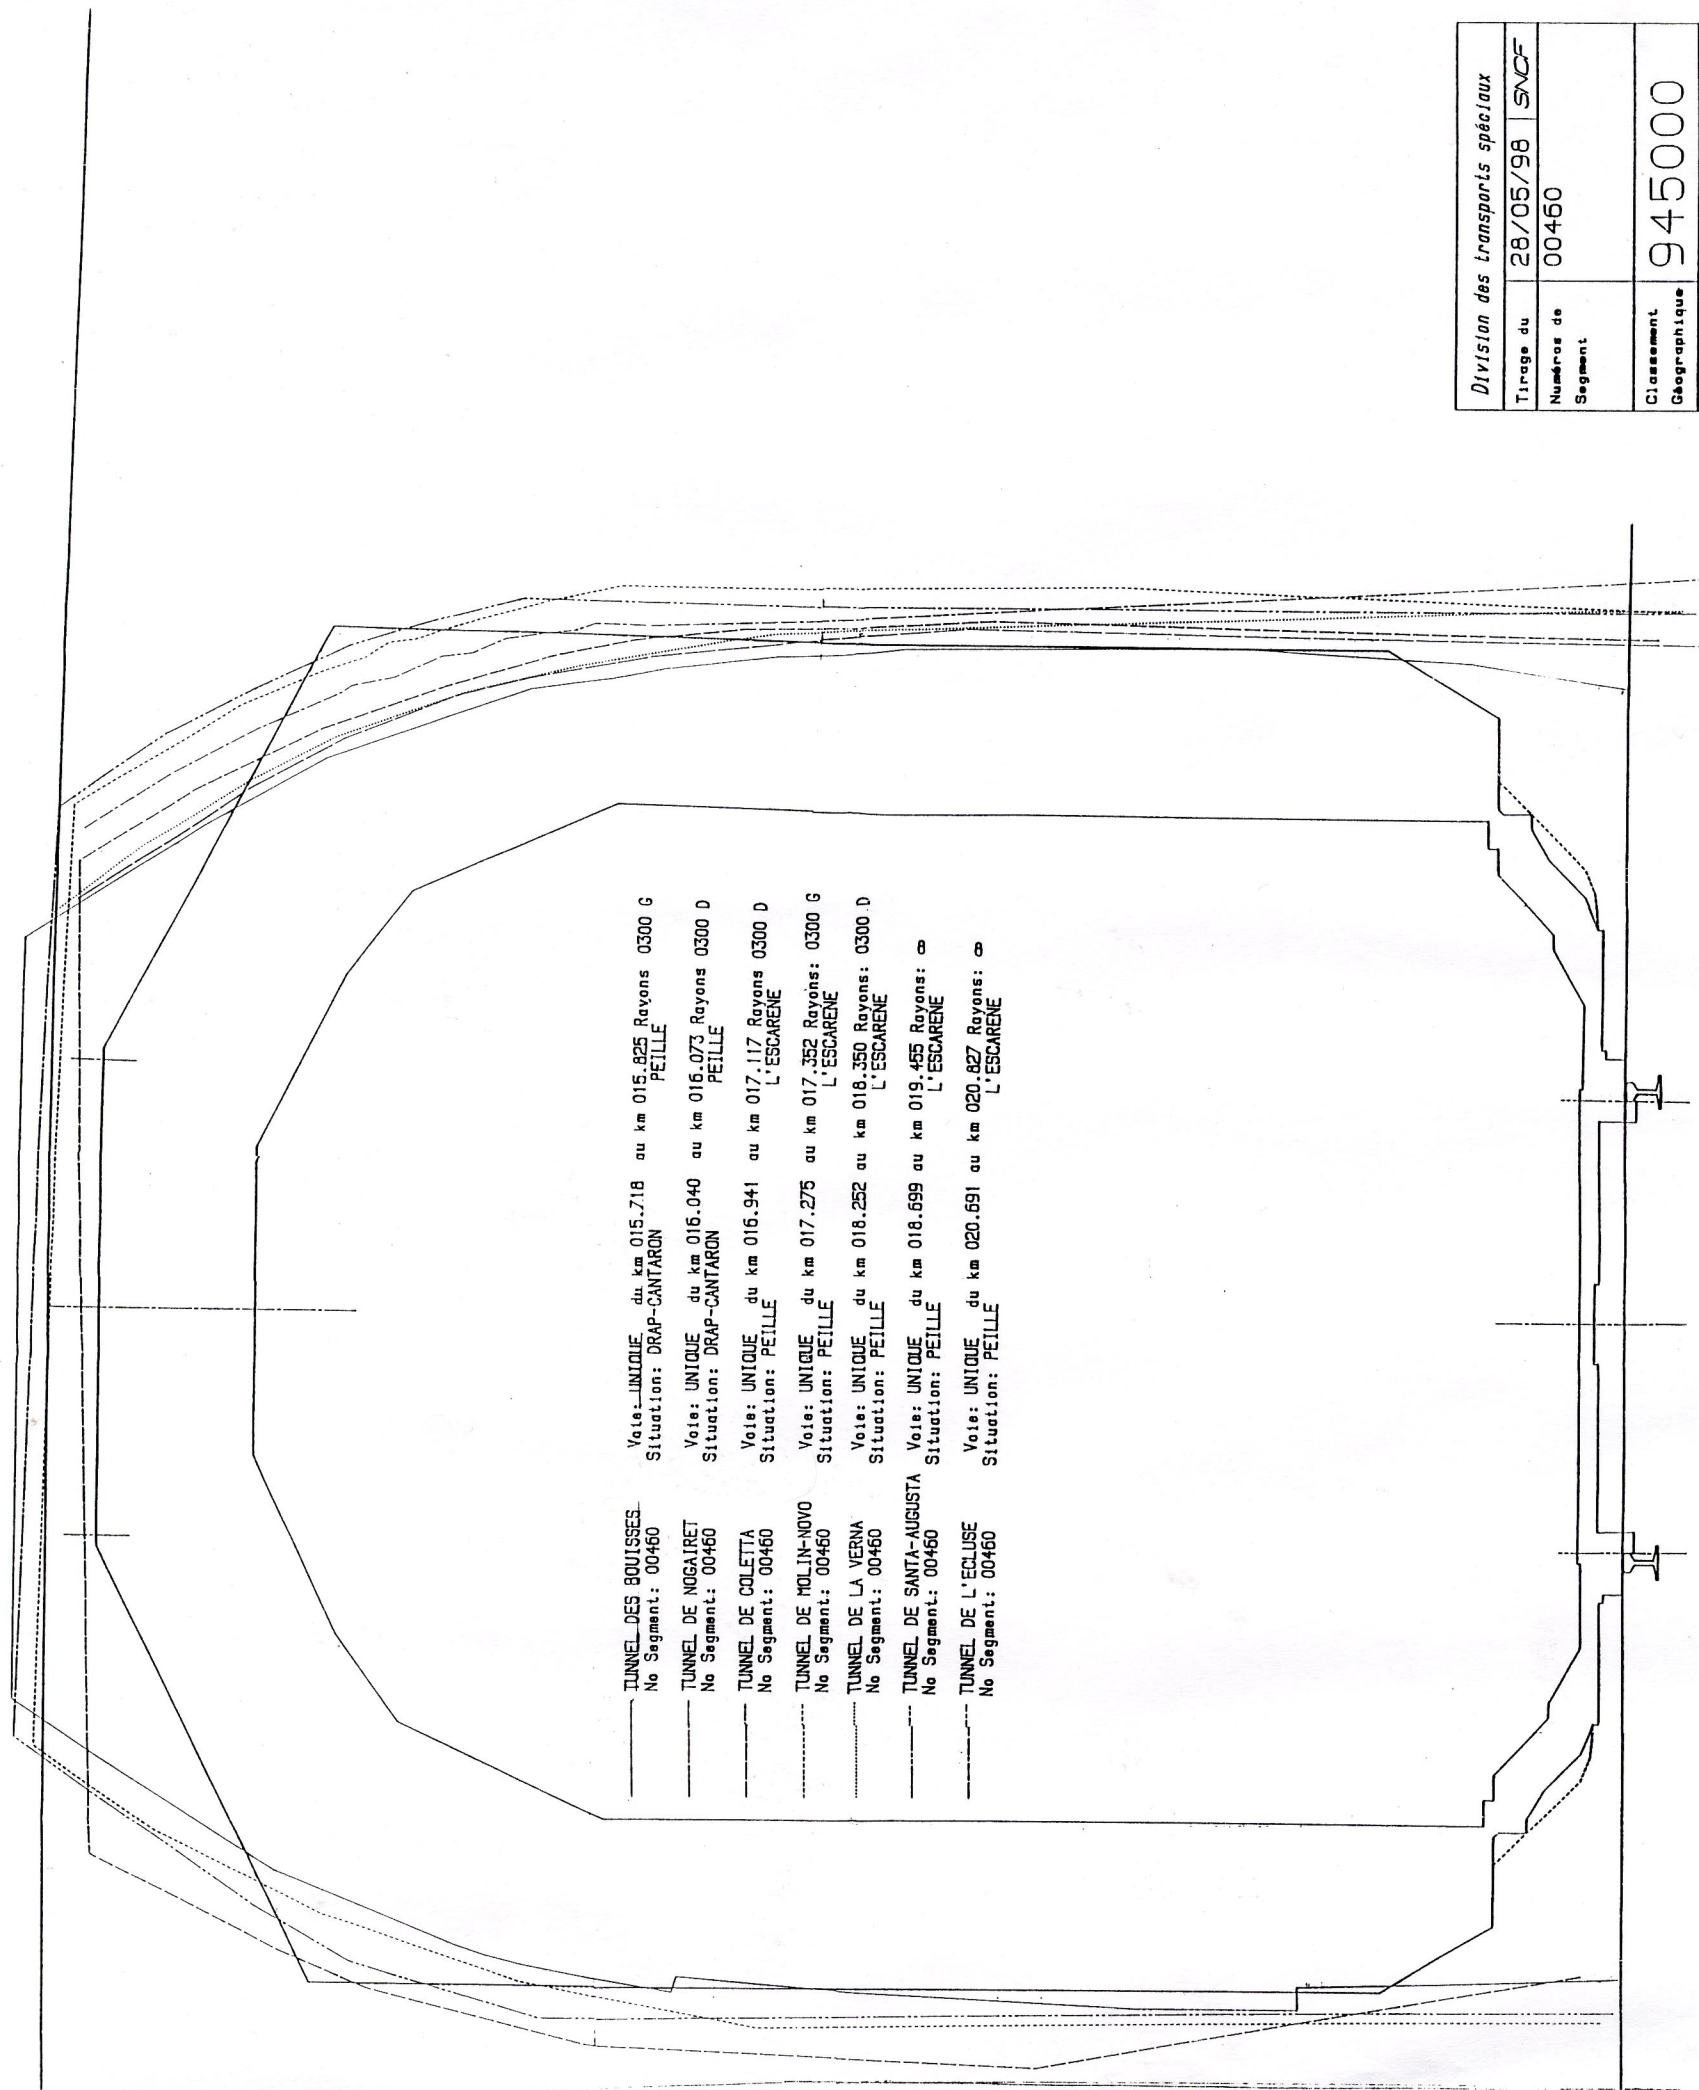 TUNNEL DES BOUISSES Voie: UNIQUE du km 015.718 au km 015.825 Rayons 0300 G
No Segment: 00460 Situation: DRAP-CANTARON PEILLE
TUNNEL DE NOGAIRET Voie: UNIQUE du km 016.040 au km 016.073 Rayons 0300 D
No Segment: 00460 Situation: DRAP-CANTARON PEILLE
TUNNEL DE COLETTA Voie: UNIQUE du km 016.941 au km 017.117 Rayons 0300 D
No Segment: 00460 Situation: PEILLE L'ESCARENE
TUNNEL DE MOLIN-NOVO Voie: UNIQUE du km 017.275 au km 017.352 Rayons: 0300 G
No Segment: 00460 Situation: PEILLE L'ESCARENE
TUNNEL DE LA VERNA Voie: UNIQUE du km 018.252 au km 018.350 Rayons: 0300 D
No Segment: 00460 Situation: PEILLE L'ESCARENE
TUNNEL DE SANTA-AUGUSTA Voie: UNIQUE du km 018.699 au km 019.455 Rayons: ∞
No Segment: 00460 Situation: PEILLE L'ESCARENE
TUNNEL DE L'ECLUSE Voie: UNIQUE du km 020.691 au km 020.827 Rayons: ∞
No Segment: 00460 Situation: PEILLE L'ESCARENE
Division des transports spéciaux
Tirage du 28/05/98 SNCF
Numéros de 00460
Segment
Classement 945000
Géographique